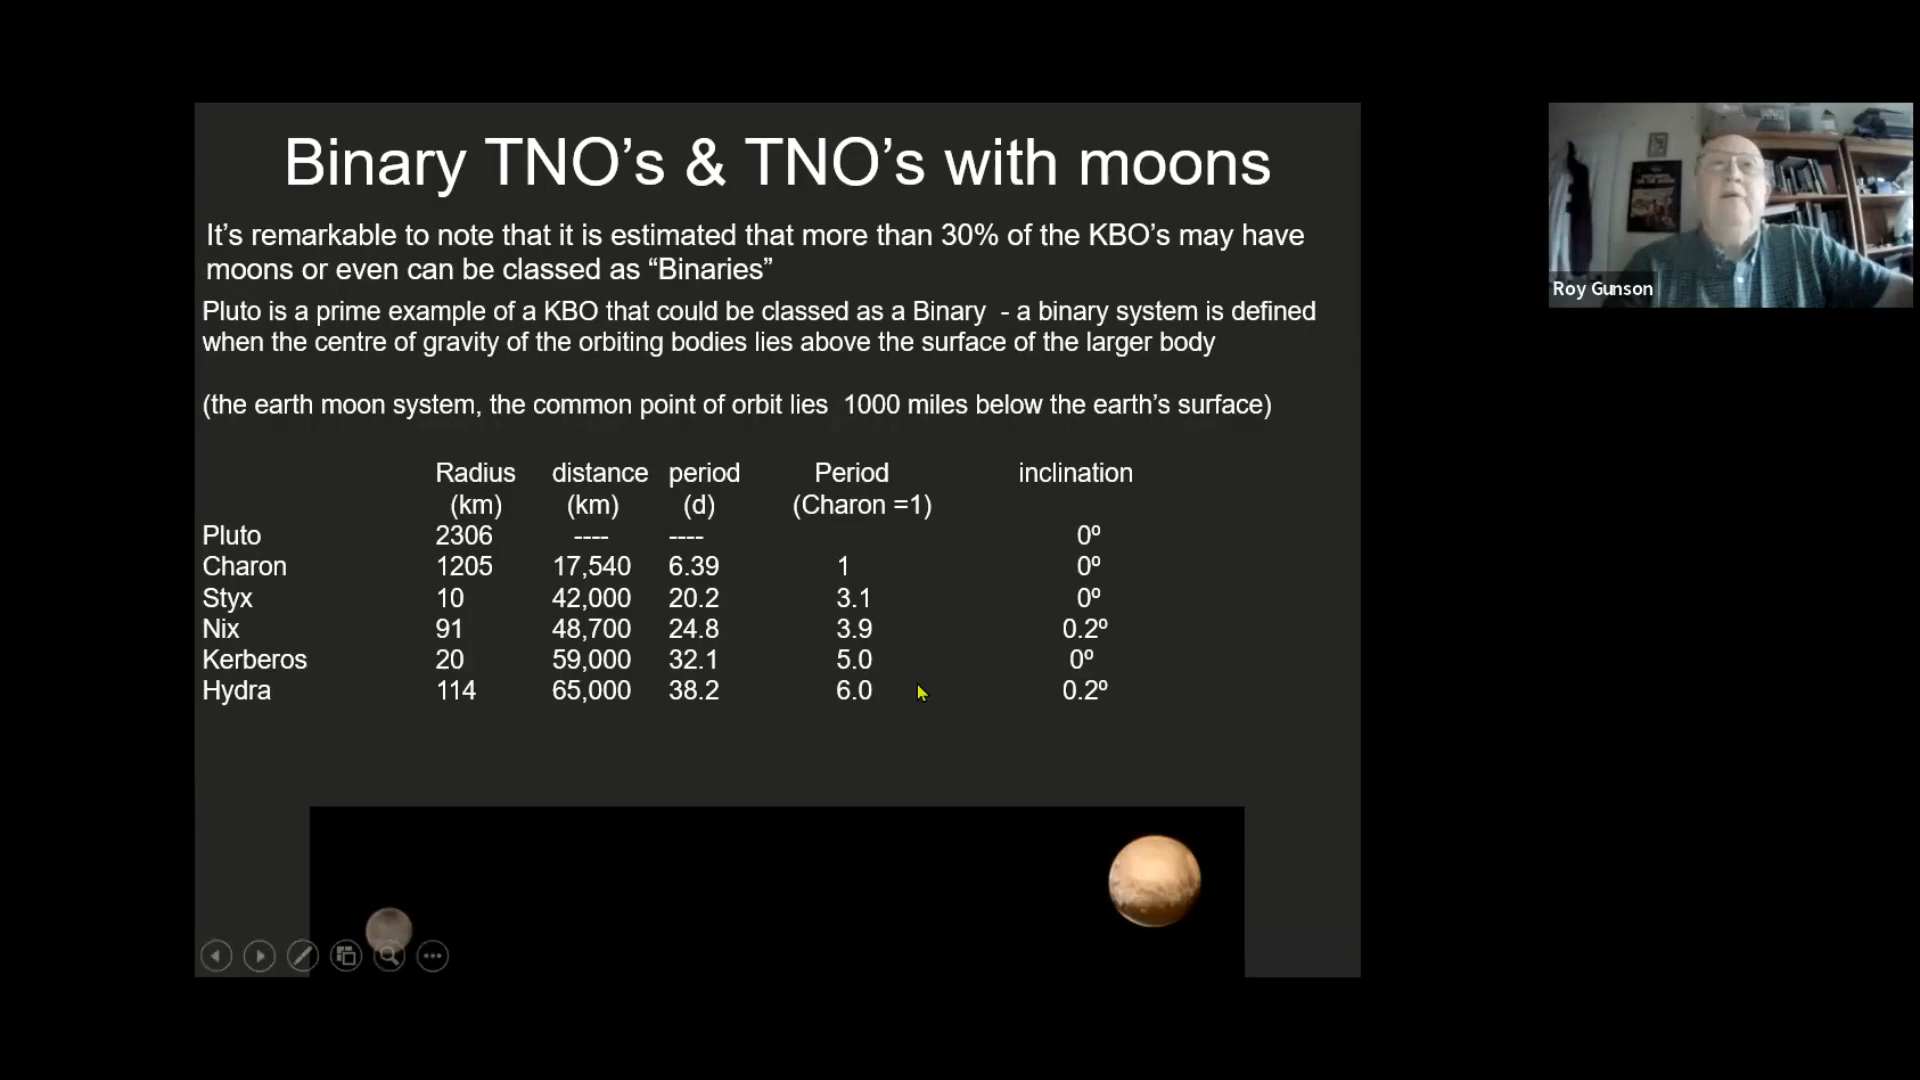 Binary TNO’s & TNO’s with moons
It’s remarkable to note that it is estimated that more than 30% of the KBO’s may have
moons or even can be classed as “Binaries”
Pluto is a prime example of a KBO that could be classed as a Binary - a binary system is defined
when the centre of gravity of the orbiting bodies lies above the surface of the larger body
(the earth moon system, the common point of orbit lies 1000 miles below the earth’s surface)
Radius distance period Period inclination
(km) (km) (d) (Charon =1)
Pluto 2306 ---- ---- 0º
Charon 1205 17,540 6.39 1 0º
Styx 10 42,000 20.2 3.1 0º
Nix 91 48,700 24.8 3.9 0.2º
Kerberos 20 59,000 32.1 5.0 0º
Hydra 114 65,000 38.2 6.0 0.2º
Roy Gunson